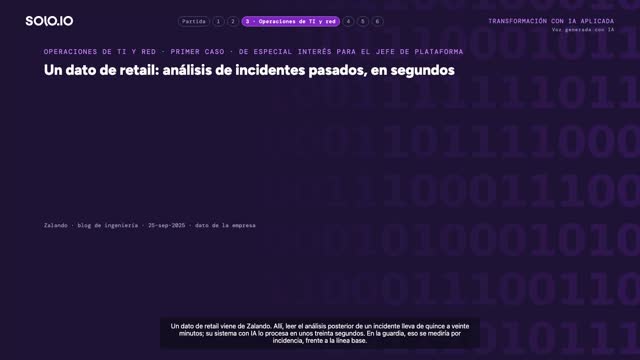 SOLO.IO
Partida 1 2 3 · Operaciones de TI y red 4 5 6
TRANSFORMACIÓN CON IA APLICADA
Voz generada con IA
OPERACIONES DE TI Y RED · PRIMER CASO · DE ESPECIAL INTERÉS PARA EL JEFE DE PLATAFORMA
Un dato de retail: análisis de incidentes pasados, en segundos
Zalando · blog de ingeniería · 25-sep-2025 · dato de la empresa
Un dato de retail viene de Zalando. Allí, leer el análisis posterior de un incidente lleva de quince a veinte
minutos; su sistema con IA lo procesa en unos treinta segundos. En la guardia, eso se mediría por
incidencia, frente a la línea base.